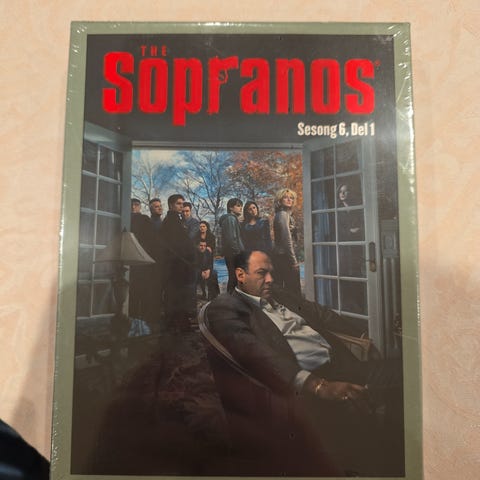 THE
Sopranos®
Sesong 6, Del 1